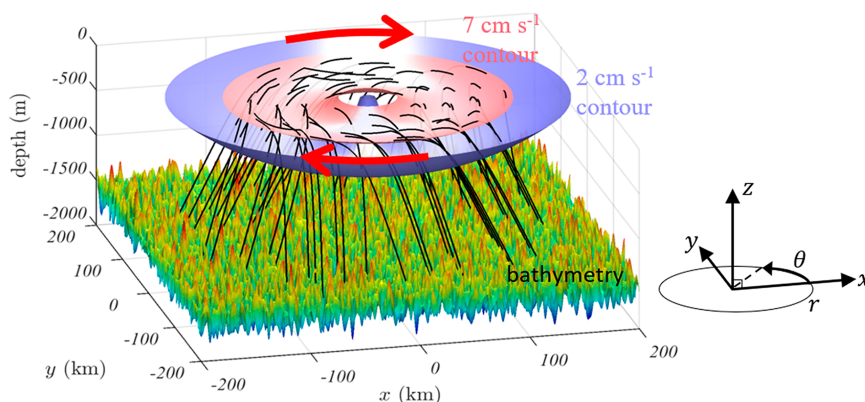 0
-500
-1000
-1500
-2000
depth (m)
200
100
0
-100
-200
y (km)
-200
-100
0
100
200
x (km)
7 cm s⁻¹
contour
2 cm s⁻¹
contour
bathymetry
z
y
θ
x
r